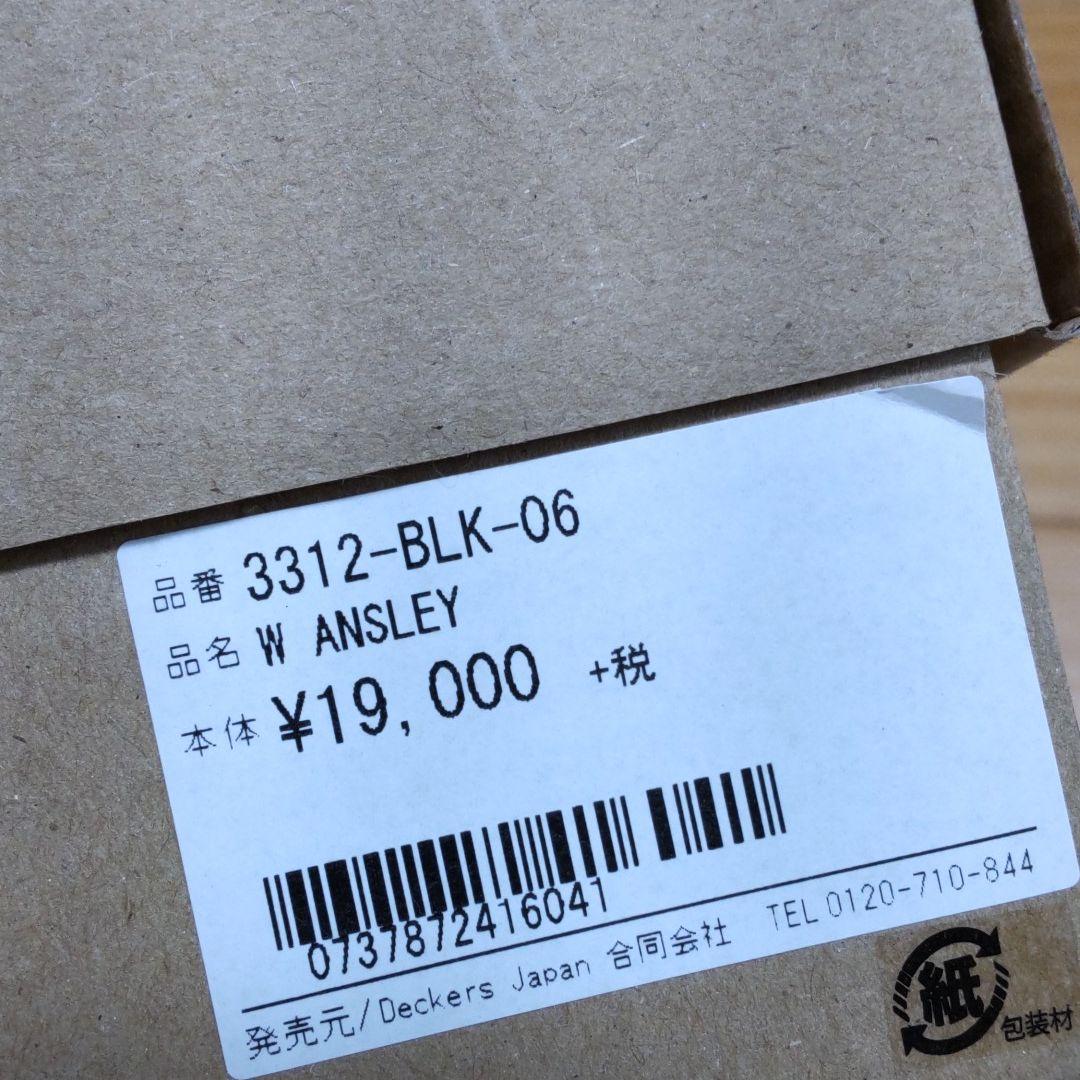 品番 3312-BLK-06
品名 W ANSLEY
本体 ¥19,000 +税
0737872416041
発売元/Deckers Japan 合同会社 TEL 0120-710-844
紙
包装材